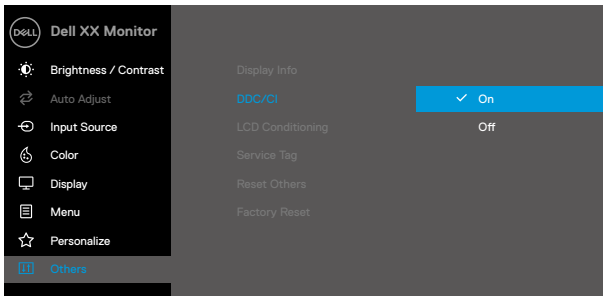 DELL Dell XX Monitor
Brightness / Contrast
Auto Adjust
Input Source
Color
Display
Menu
Personalize
Others
Display Info
DDC/CI
LCD Conditioning
Service Tag
Reset Others
Factory Reset
On
Off